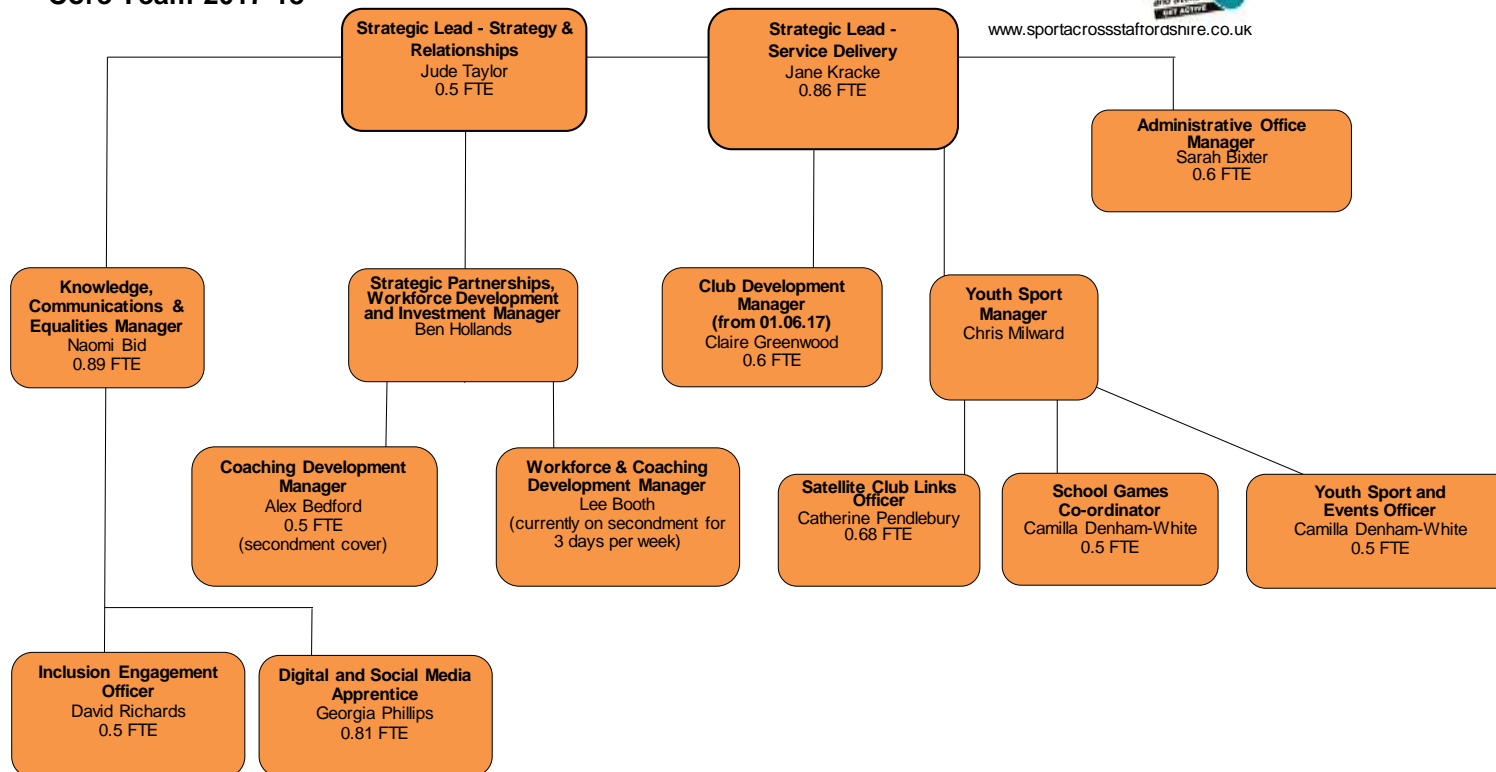 Core Team 2017-18
GET ACTIVE
www.sportacrossstaffordshire.co.uk
Strategic Lead - Strategy &
Relationships
Jude Taylor
0.5 FTE
Strategic Lead -
Service Delivery
Jane Kracke
0.86 FTE
Administrative Office
Manager
Sarah Bixter
0.6 FTE
Knowledge,
Communications &
Equalities Manager
Naomi Bid
0.89 FTE
Strategic Partnerships,
Workforce Development
and Investment Manager
Ben Hollands
Club Development
Manager
(from 01.06.17)
Claire Greenwood
0.6 FTE
Youth Sport
Manager
Chris Milward
Coaching Development
Manager
Alex Bedford
0.5 FTE
(secondment cover)
Workforce & Coaching
Development Manager
Lee Booth
(currently on secondment for
3 days per week)
Satellite Club Links
Officer
Catherine Pendlebury
0.68 FTE
School Games
Co-ordinator
Camilla Denham-White
0.5 FTE
Youth Sport and
Events Officer
Camilla Denham-White
0.5 FTE
Inclusion Engagement
Officer
David Richards
0.5 FTE
Digital and Social Media
Apprentice
Georgia Phillips
0.81 FTE